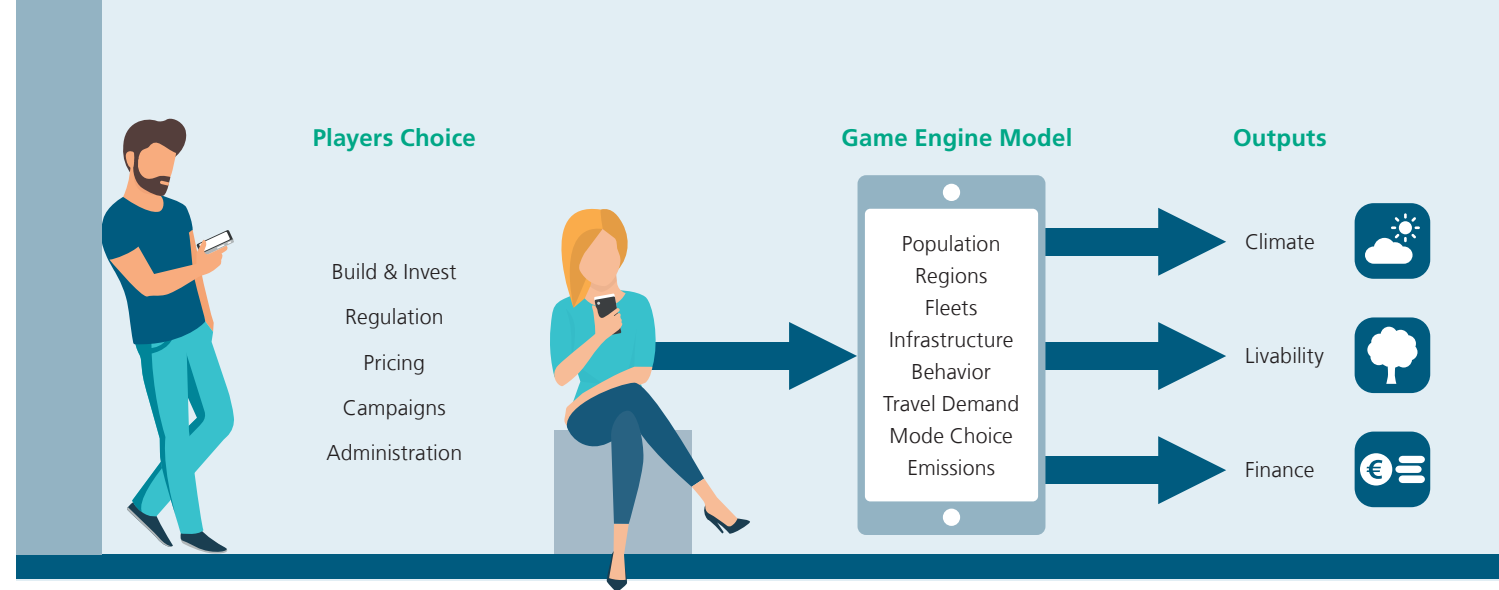 Players Choice
Build & Invest
Regulation
Pricing
Campaigns
Administration
Game Engine Model
Population
Regions
Fleets
Infrastructure
Behavior
Travel Demand
Mode Choice
Emissions
Outputs
Climate
Livability
Finance
€